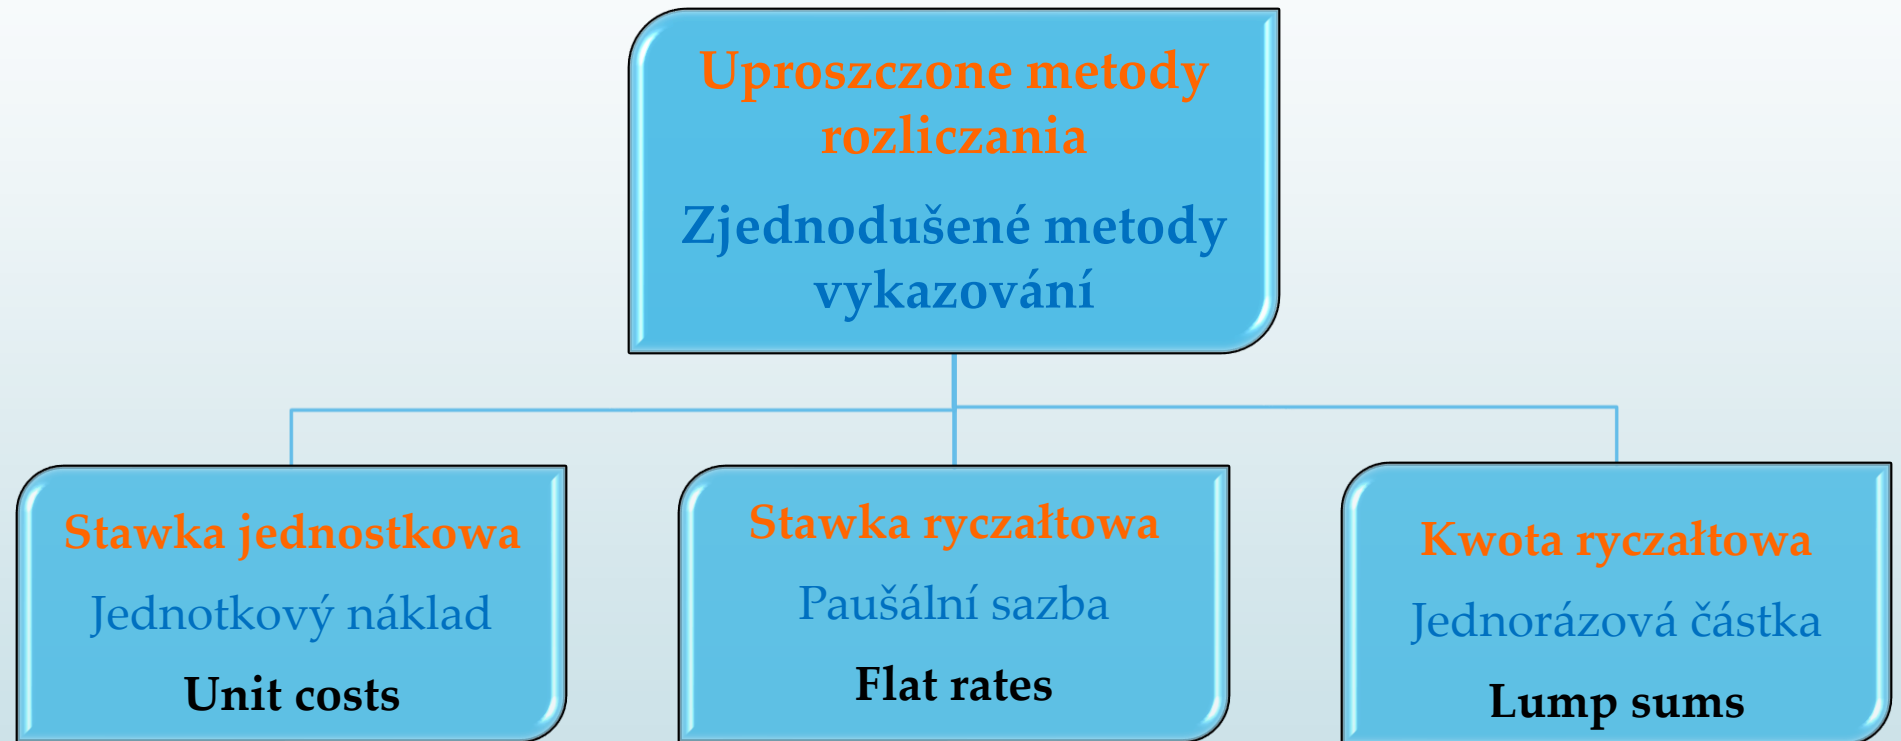 Uproszczone metody
rozliczania
Zjednodušené metody
vykazování
Stawka jednostkowa
Jednotkový náklad
Unit costs
Stawka ryczałtowa
Paušální sazba
Flat rates
Kwota ryczałtowa
Jednorázová částka
Lump sums